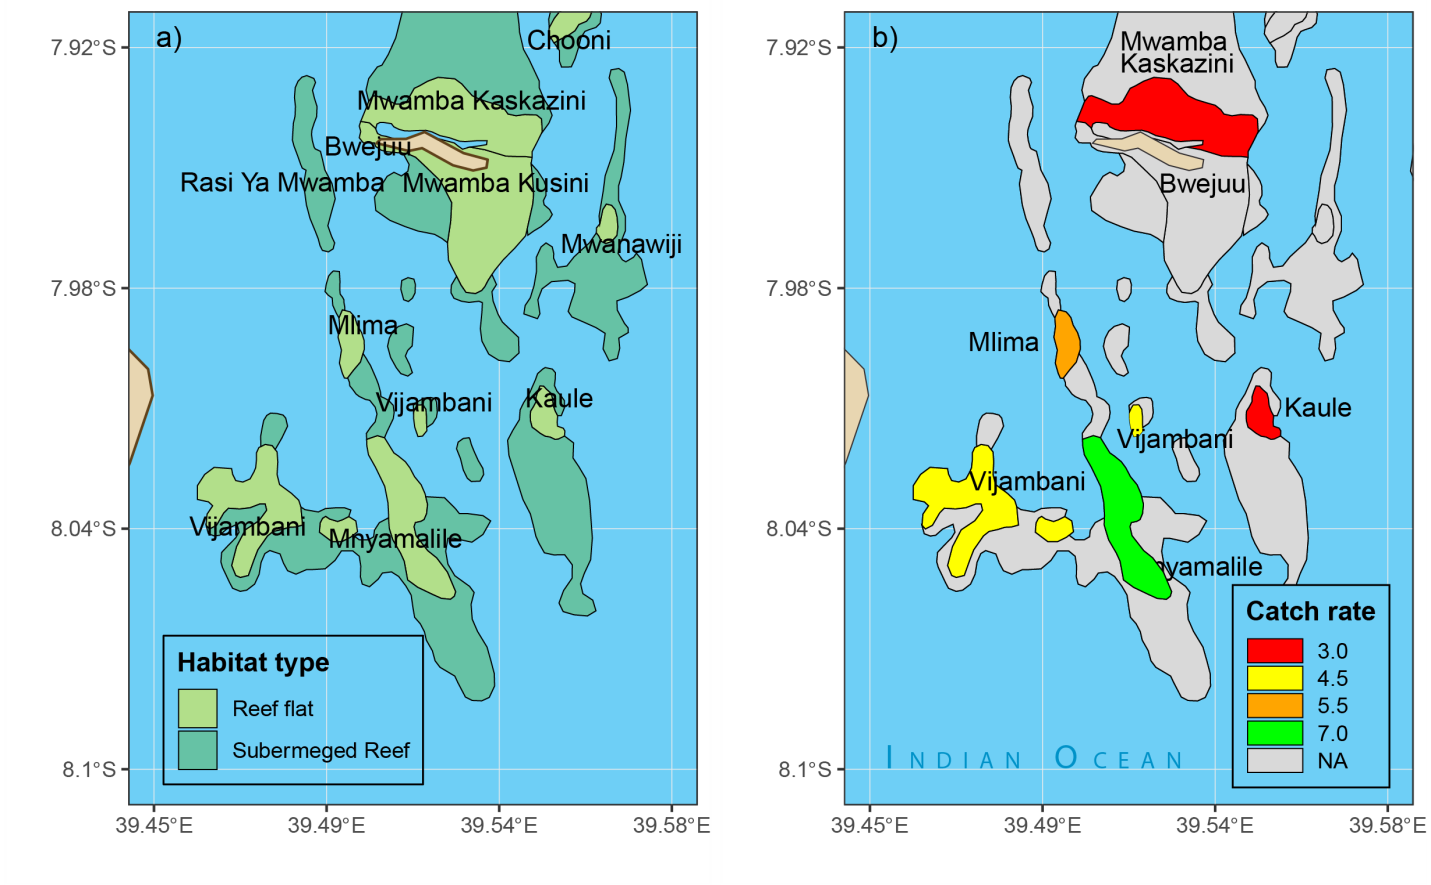 a)
Chooni
7.92°S
Mwamba Kaskazini
Bwejuu
Rasi Ya Mwamba
Mwamba Kusini
Mwanawiji
7.98°S
Mlima
Vijambani
Kaule
Vijambani
8.04°S
Mnyamalile
Habitat type
Reef flat
Submermeged Reef
8.1°S
39.45°E
39.49°E
39.54°E
39.58°E
b)
7.92°S
Mwamba
Kaskazini
Bwejuu
7.98°S
Mlima
Kaule
Vijambani
Vijambani
8.04°S
yamalile
Catch rate
3.0
4.5
5.5
7.0
NA
INDIAN OCEAN
8.1°S
39.45°E
39.49°E
39.54°E
39.58°E